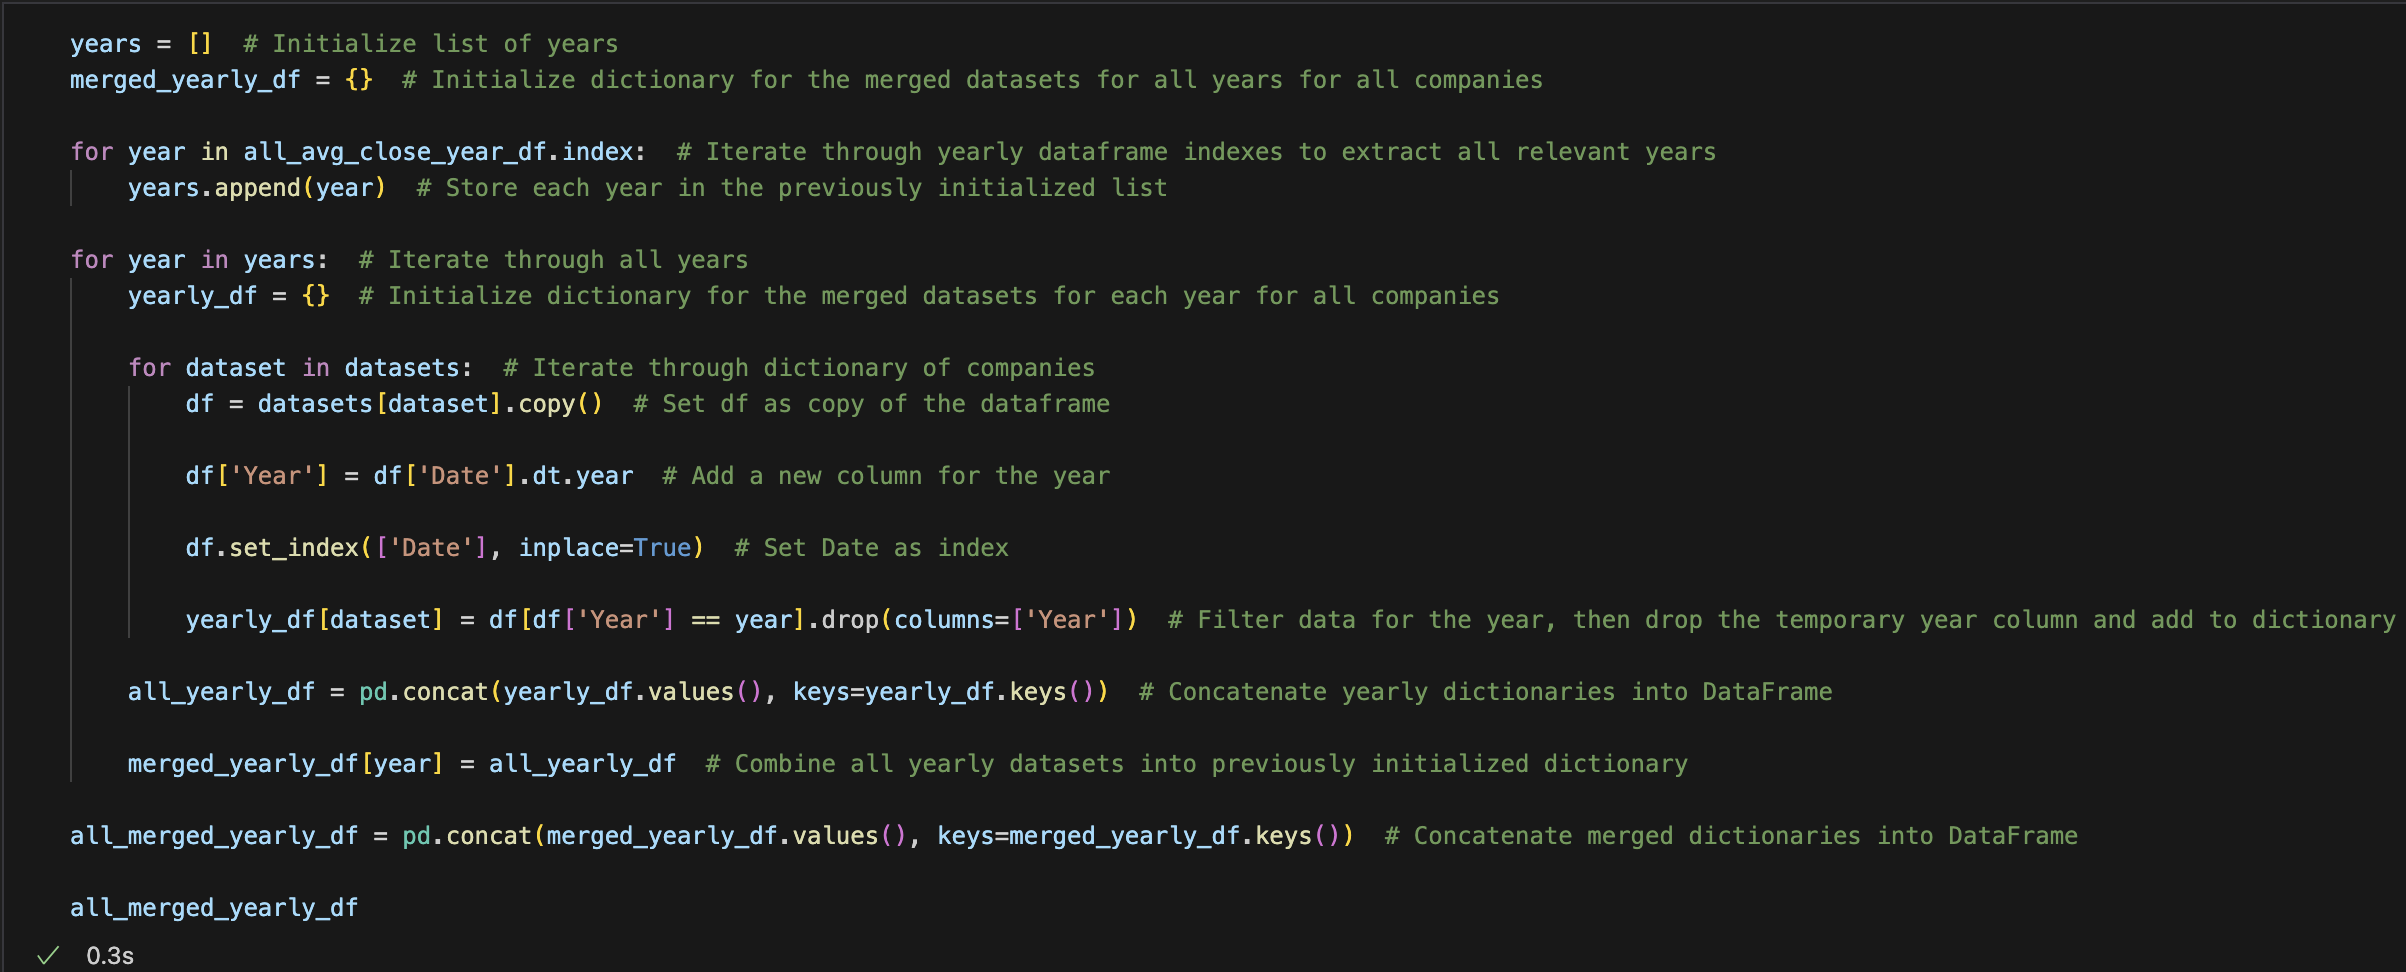 years = []  # Initialize list of years
merged_yearly_df = {}  # Initialize dictionary for the merged datasets for all years for all companies
for year in all_avg_close_year_df.index:  # Iterate through yearly dataframe indexes to extract all relevant years
    years.append(year)  # Store each year in the previously initialized list
for year in years:  # Iterate through all years
    yearly_df = {}  # Initialize dictionary for the merged datasets for each year for all companies
    for dataset in datasets:  # Iterate through dictionary of companies
        df = datasets[dataset].copy()  # Set df as copy of the dataframe
        df['Year'] = df['Date'].dt.year  # Add a new column for the year
        df.set_index(['Date'], inplace=True)  # Set Date as index
        yearly_df[dataset] = df[df['Year'] == year].drop(columns=['Year'])  # Filter data for the year, then drop the temporary year column and add to dictionary
    all_yearly_df = pd.concat(yearly_df.values(), keys=yearly_df.keys())  # Concatenate yearly dictionaries into DataFrame
    merged_yearly_df[year] = all_yearly_df  # Combine all yearly datasets into previously initialized dictionary
all_merged_yearly_df = pd.concat(merged_yearly_df.values(), keys=merged_yearly_df.keys())  # Concatenate merged dictionaries into DataFrame
all_merged_yearly_df
✓ 0.3s